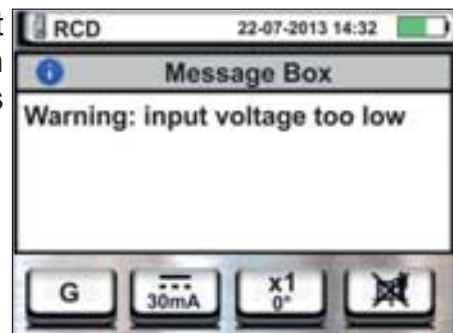 RCD 22-07-2013 14:32
Message Box
Warning: input voltage too low
G 30mA x1 0°